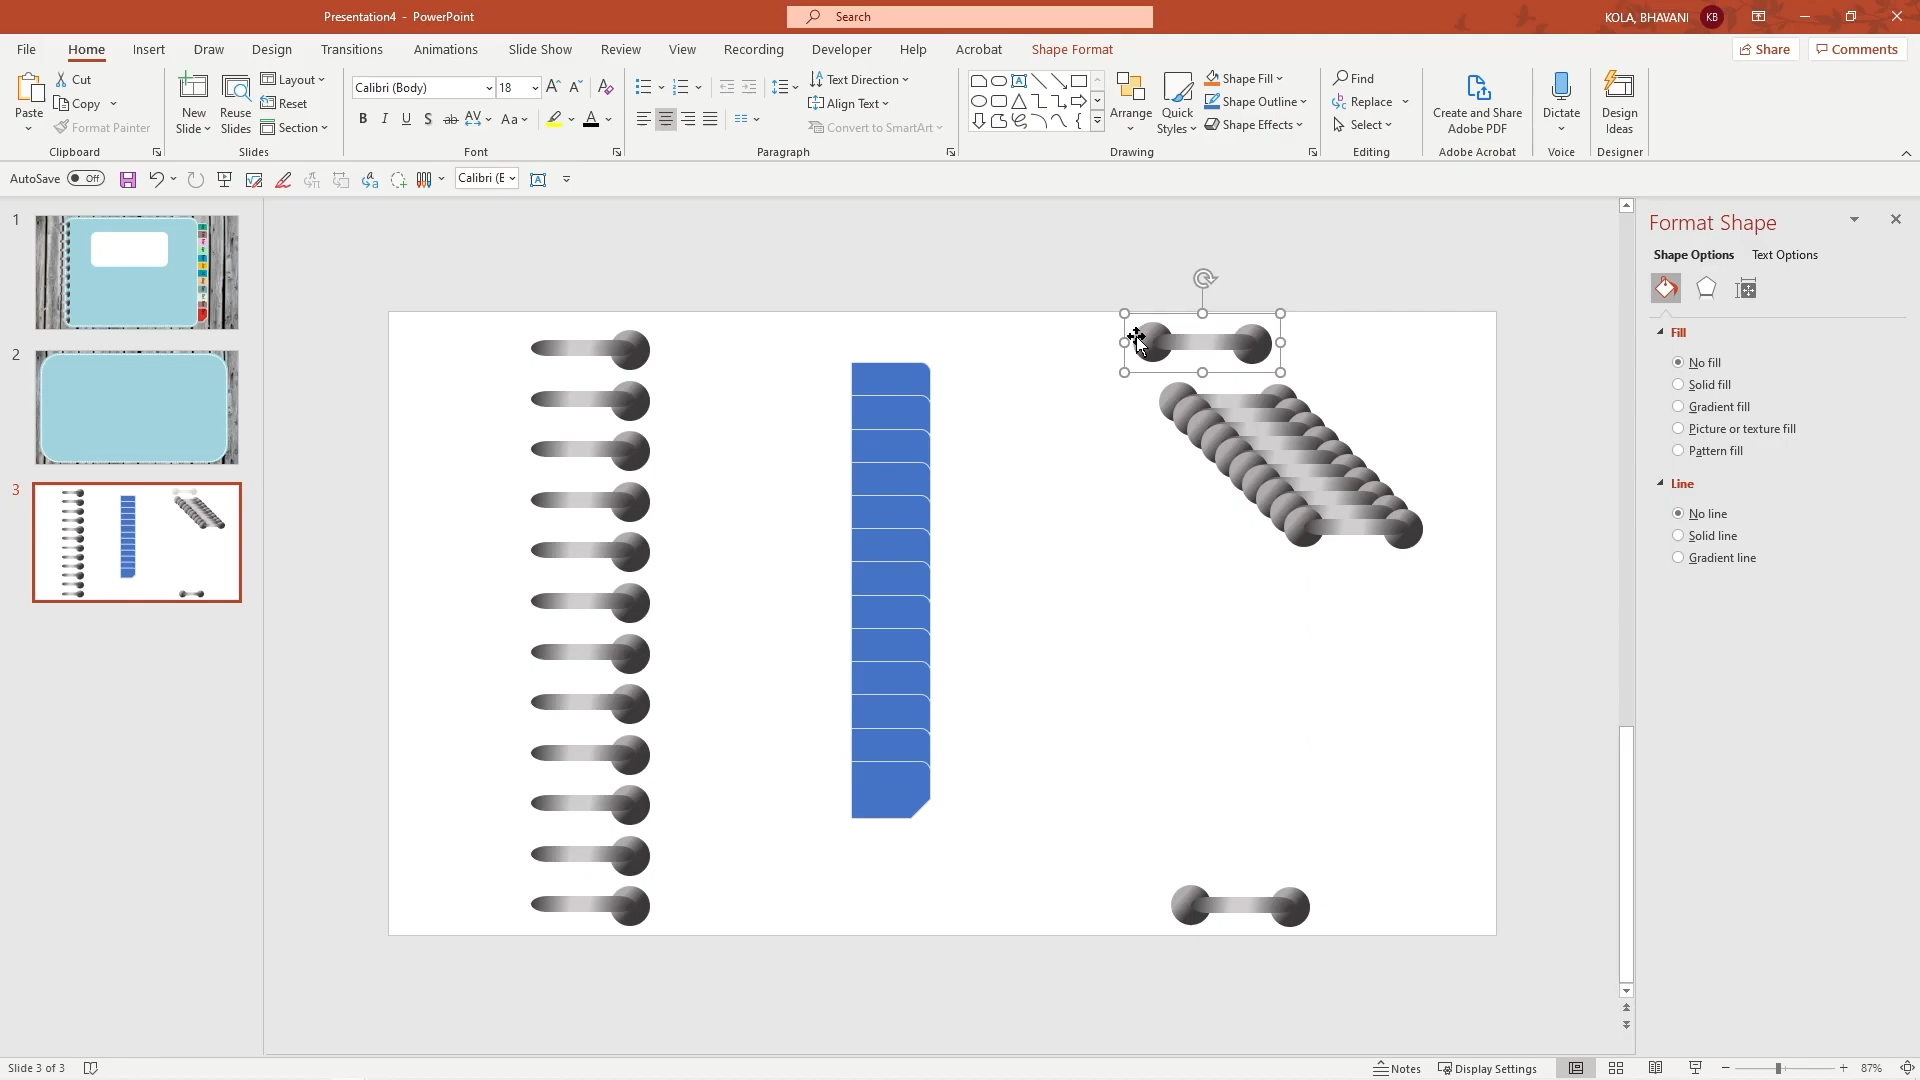 Presentation4 - PowerPoint
Search
KOLA, BHAVANI
KB
File
Home
Insert
Draw
Design
Transitions
Animations
Slide Show
Review
View
Recording
Developer
Help
Acrobat
Shape Format
Share
Comments
Paste
Cut
Copy
Format Painter
Clipboard
New
Slide
Reuse
Slides
Layout
Reset
Section
Slides
Calibri (Body)
18
Font
Text Direction
Align Text
Convert to SmartArt
Paragraph
Arrange
Quick
Styles
Shape Fill
Shape Outline
Shape Effects
Drawing
Find
Replace
Select
Editing
Create and Share
Adobe PDF
Adobe Acrobat
Dictate
Voice
Design
Ideas
Designer
AutoSave
Off
Calibri (E
1
2
3
Format Shape
Shape Options
Text Options
Fill
No fill
Solid fill
Gradient fill
Picture or texture fill
Pattern fill
Line
No line
Solid line
Gradient line
Slide 3 of 3
Notes
Display Settings
87%